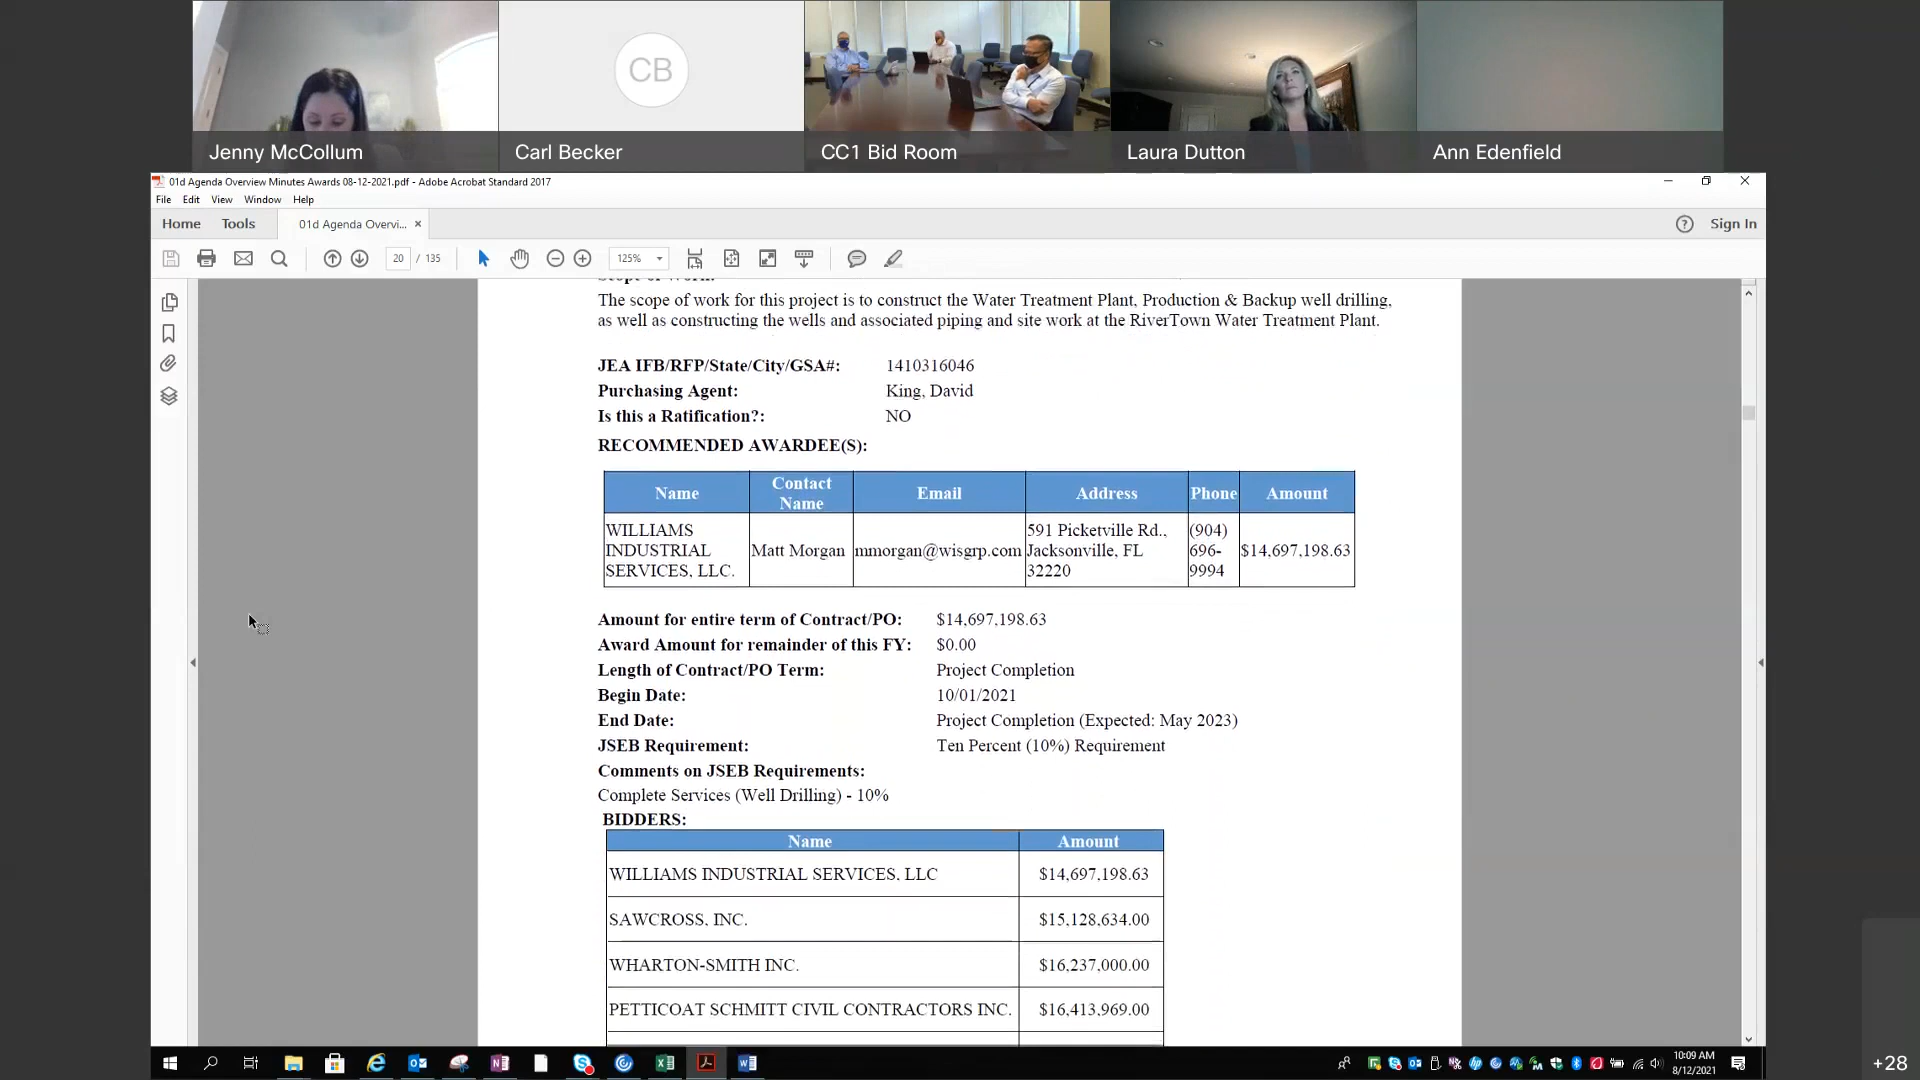 CB
Jenny McCollum
Carl Becker
CC1 Bid Room
Laura Dutton
Ann Edenfield
01d Agenda Overview Minutes Awards 08-12-2021.pdf - Adobe Acrobat Standard 2017
File Edit View Window Help
Home Tools 01d Agenda Overvi... × Sign In
20 / 135 125%
Scope of Work:
The scope of work for this project is to construct the Water Treatment Plant, Production & Backup well drilling,
as well as constructing the wells and associated piping and site work at the RiverTown Water Treatment Plant.
JEA IFB/RFP/State/City/GSA#: 1410316046
Purchasing Agent: King, David
Is this a Ratification?: NO
RECOMMENDED AWARDEE(S):
Name Contact Name Email Address Phone Amount
WILLIAMS INDUSTRIAL SERVICES, LLC. Matt Morgan mmorgan@wisgrp.com 591 Picketville Rd., Jacksonville, FL 32220 (904) 696-9994 $14,697,198.63
Amount for entire term of Contract/PO: $14,697,198.63
Award Amount for remainder of this FY: $0.00
Length of Contract/PO Term: Project Completion
Begin Date: 10/01/2021
End Date: Project Completion (Expected: May 2023)
JSEB Requirement: Ten Percent (10%) Requirement
Comments on JSEB Requirements:
Complete Services (Well Drilling) - 10%
BIDDERS:
Name Amount
WILLIAMS INDUSTRIAL SERVICES, LLC $14,697,198.63
SAWCROSS, INC. $15,128,634.00
WHARTON-SMITH INC. $16,237,000.00
PETTICOAT SCHMITT CIVIL CONTRACTORS INC. $16,413,969.00
10:09 AM
8/12/2021
+28